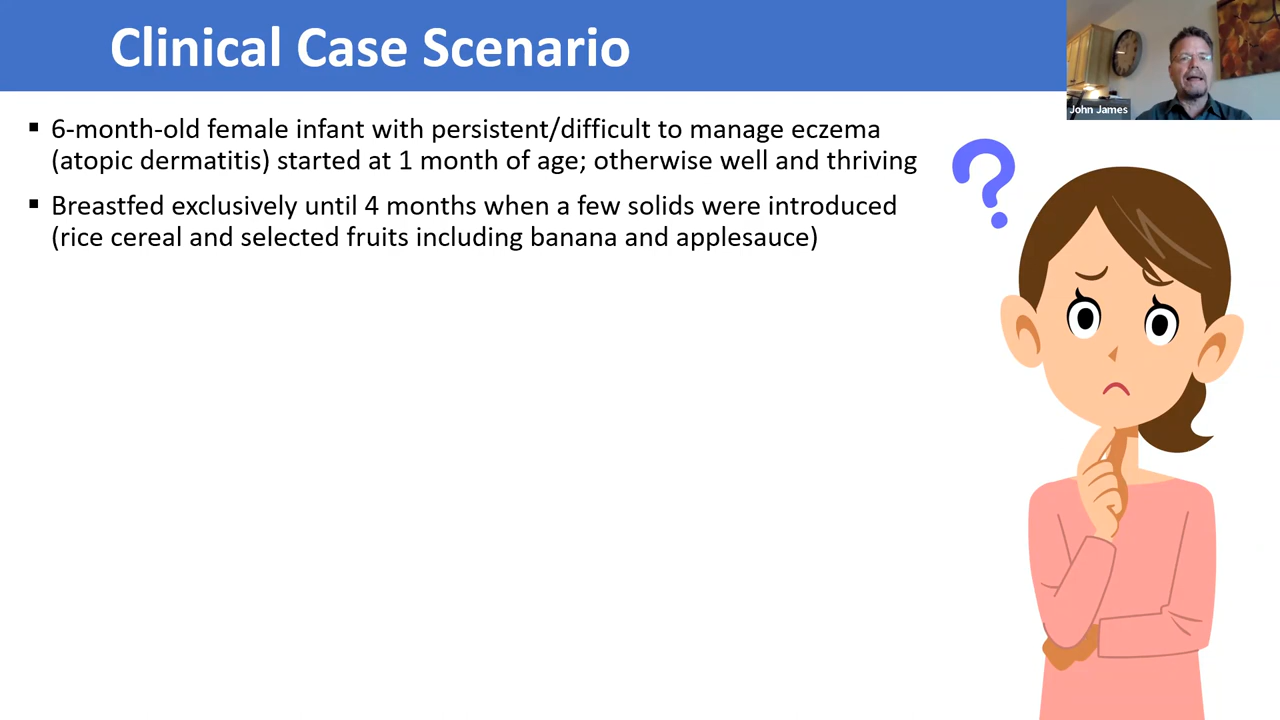 Clinical Case Scenario
John James
▪ 6-month-old female infant with persistent/difficult to manage eczema
(atopic dermatitis) started at 1 month of age; otherwise well and thriving
▪ Breastfed exclusively until 4 months when a few solids were introduced
(rice cereal and selected fruits including banana and applesauce)
?